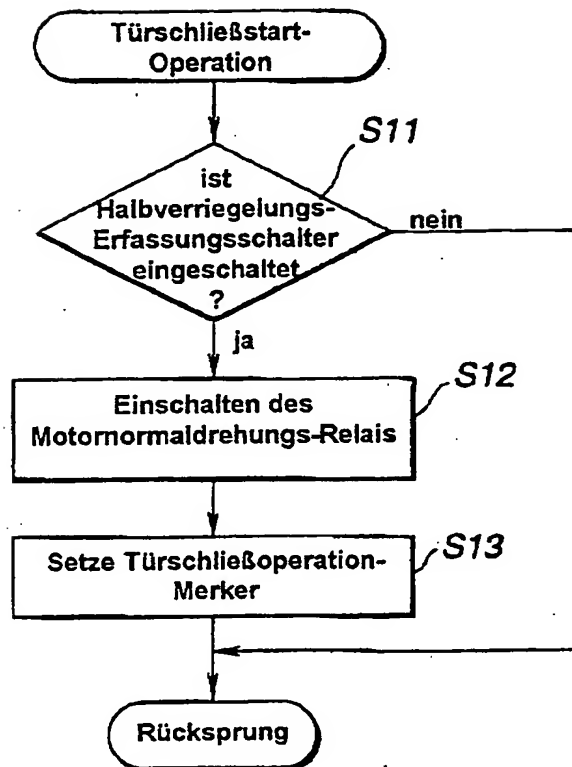 Türschließstart-
Operation
S11
ist
Halbverriegelungs-
Erfassungsschalter
eingeschaltet
?
nein
ja
S12
Einschalten des
Motornormaldrehungs-Relais
S13
Setze Türschließoperation-
Merker
Rücksprung